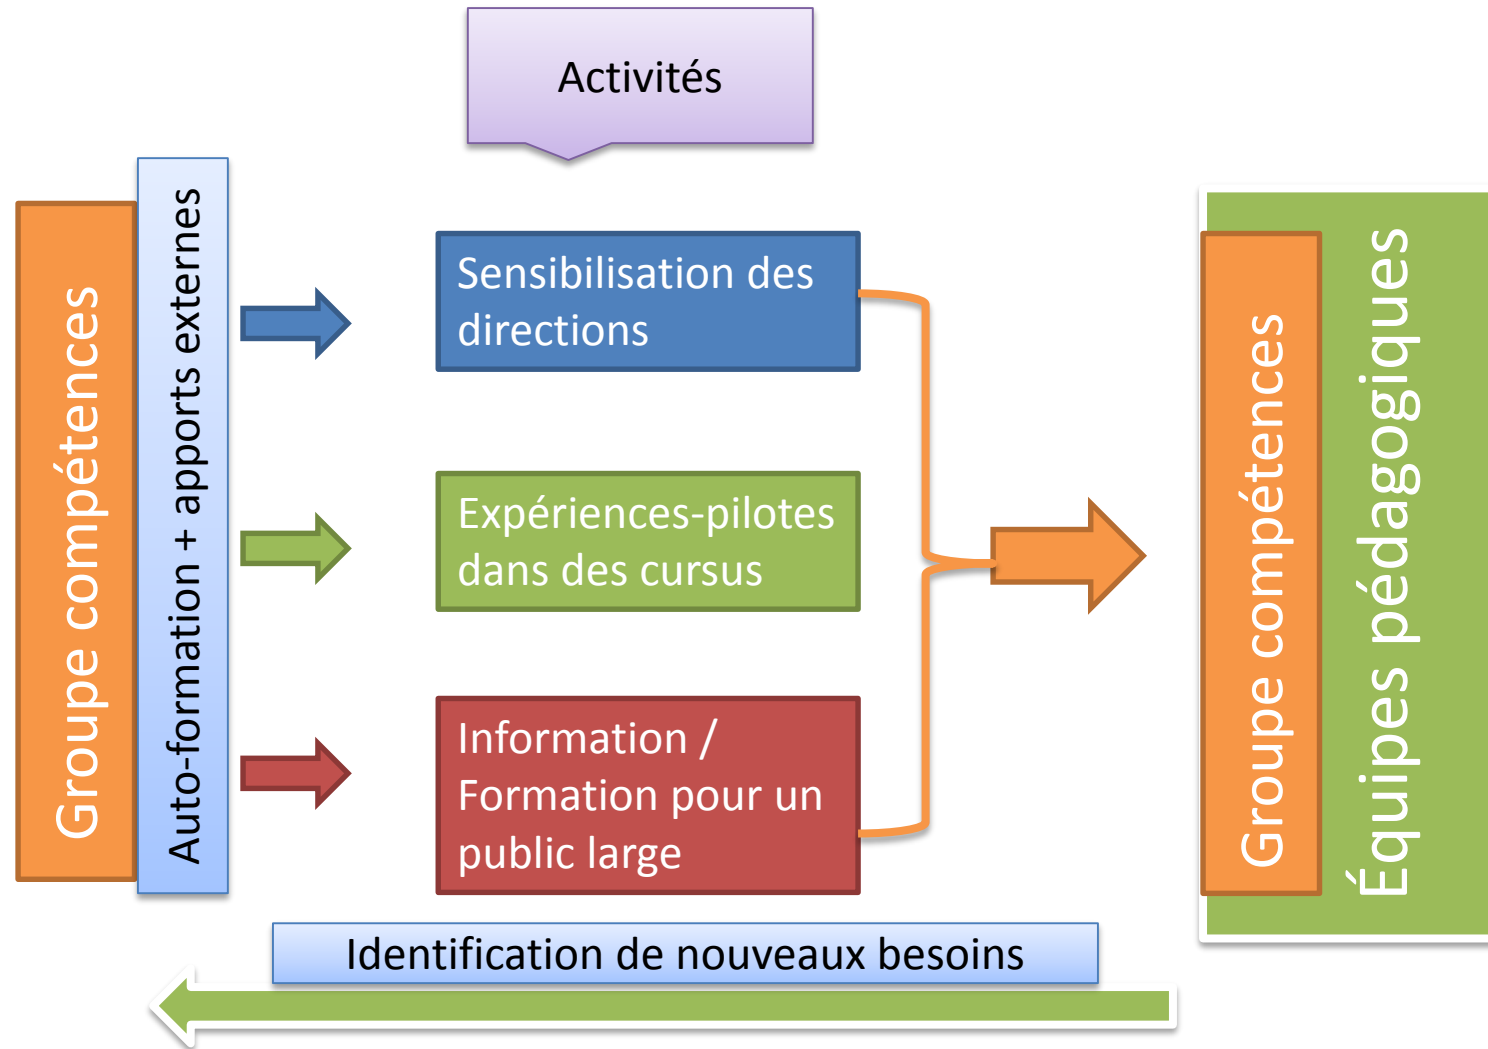 Activités
Groupe compétences
Auto-formation + apports externes
Sensibilisation des
directions
Expériences-pilotes
dans des cursus
Information /
Formation pour un
public large
Groupe compétences
Équipes pédagogiques
Identification de nouveaux besoins